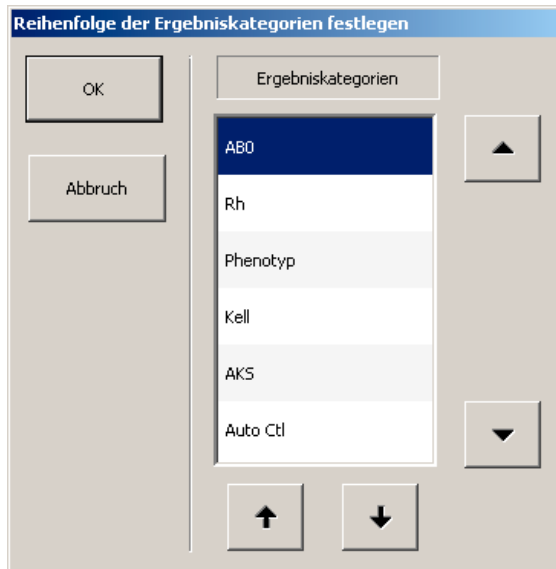 Reihenfolge der Ergebniskategorien festlegen
OK
Abbruch
Ergebniskategorien
AB0
Rh
Phenotyp
Kell
AKS
Auto Ctl